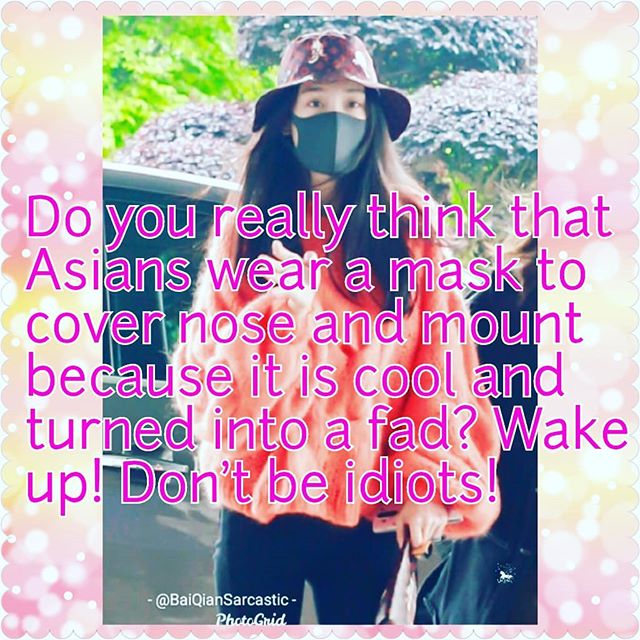 Do you really think that
Asians wear a mask to
cover nose and mount
because it is cool and
turned into a fad? Wake
up! Don't be idiots!
- @BaiQianSarcastic -
PhotoGrid